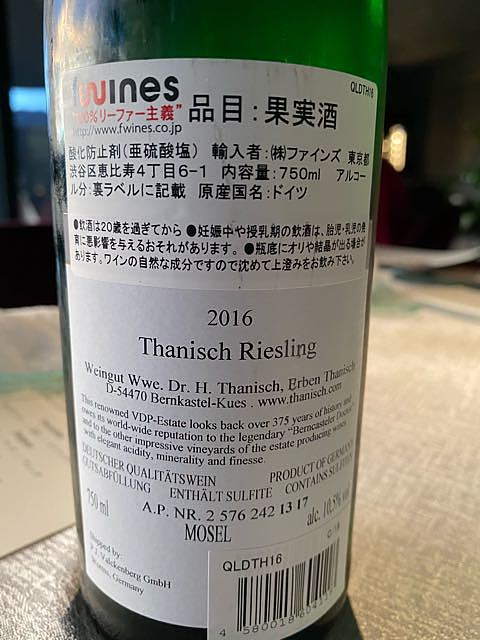 fwines
"100% リーファー主義"
http://www.fwines.co.jp
品目：果実酒
QLDTH16
酸化防止剤（亜硫酸塩） 輸入者：㈱ファインズ 東京都
渋谷区恵比寿4丁目6-1 内容量：750ml アルコー
ル分：裏ラベルに記載 原産国名：ドイツ
●飲酒は20歳を過ぎてから ●妊娠中や授乳期の飲酒は、胎児・乳児の発
育に悪影響を与えるおそれがあります。 ●瓶底にオリや結晶が出る場合が
あります。ワインの自然な成分ですので沈めて上澄みをお飲み下さい。
2016
Thanisch Riesling
Weingut Wwe. Dr. H. Thanisch, Erben Thanisch
D-54470 Bernkastel-Kues . www.thanisch.com
This renowned VDP-Estate looks back over 375 years of history and
owes its world-wide reputation to the legendary "Berncasteler Doctor"
and to the other impressive vineyards of the estate producing wines
with elegant acidity, minerality and finesse.
DEUTSCHER QUALITÄTSWEIN PRODUCT OF GERMANY
GUTSABFÜLLUNG ENTHÄLT SULFITE CONTAINS SULFITES
750 ml A.P. NR. 2 576 242 13 17 alc. 10,5% vol
MOSEL
Shipped by:
P.J. Valckenberg GmbH
Worms, Germany
QLDTH16
4 580018